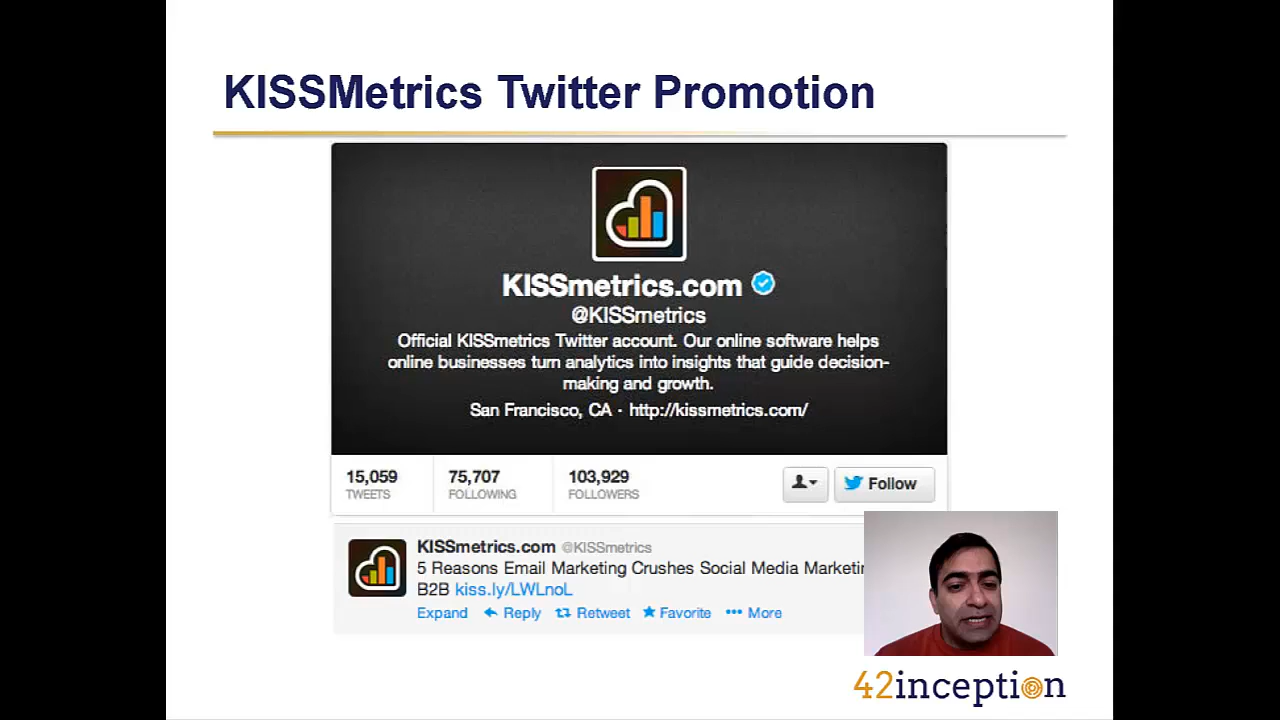 KISSMetrics Twitter Promotion
KISSmetrics.com
@KISSmetrics
Official KISSmetrics Twitter account. Our online software helps
online businesses turn analytics into insights that guide decision-
making and growth.
San Francisco, CA · http://kissmetrics.com/
15,059 75,707 103,929
TWEETS FOLLOWING FOLLOWERS
Follow
KISSmetrics.com @KISSmetrics
5 Reasons Email Marketing Crushes Social Media Marketin
B2B kiss.ly/LWLnoL
Expand Reply Retweet Favorite More
42inception